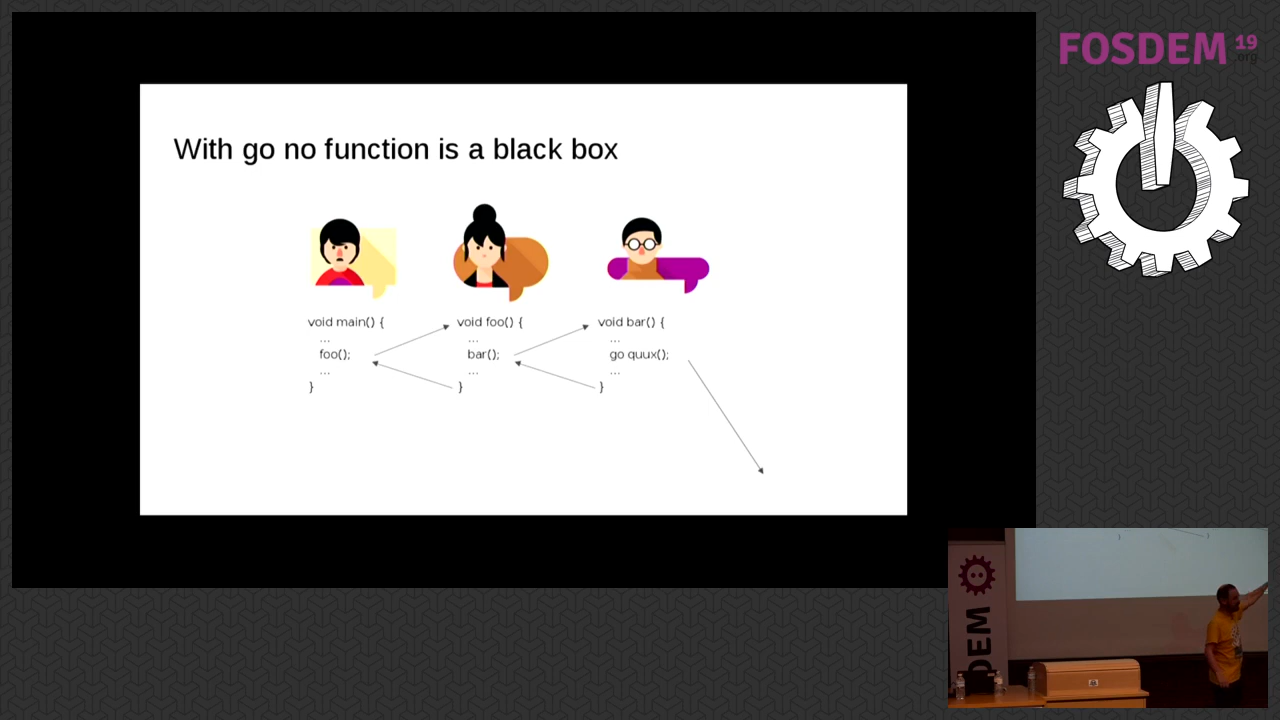 FOSDEM 19
.org
With go no function is a black box
void main() {
...
foo();
...
}
void foo() {
...
bar();
...
}
void bar() {
...
go quux();
...
}
DEM